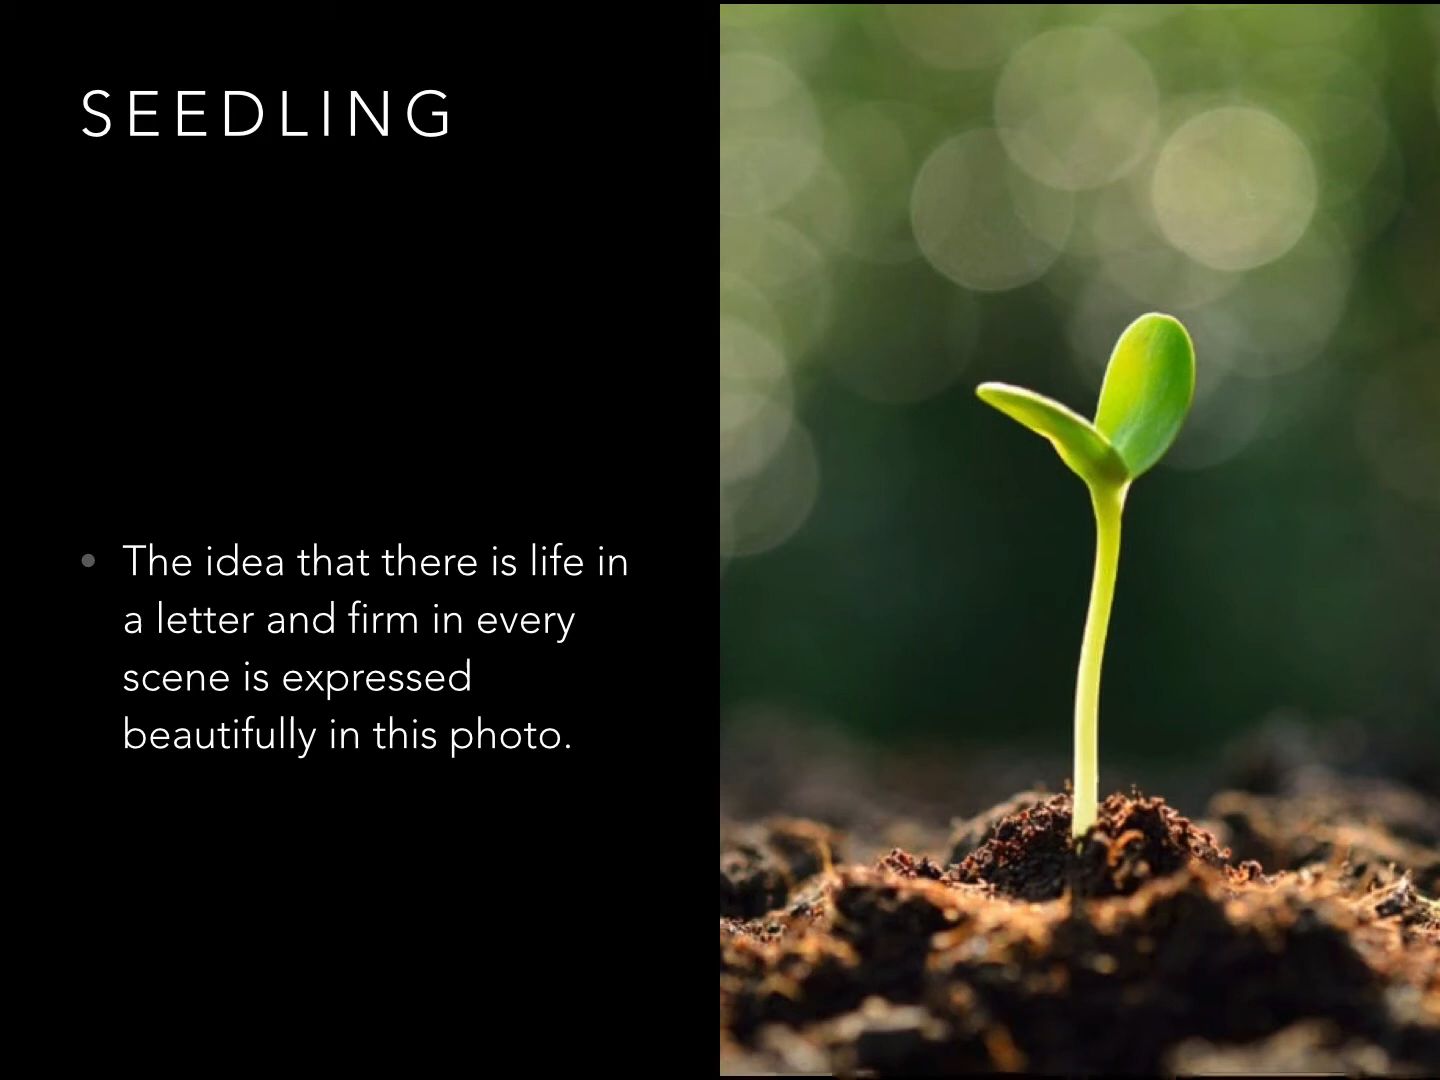 SEEDLING
• The idea that there is life in
a letter and firm in every
scene is expressed
beautifully in this photo.